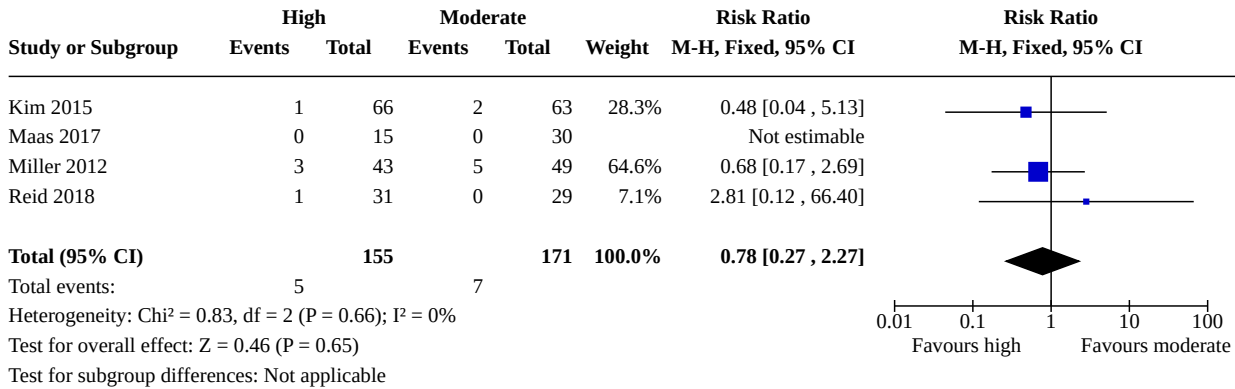 High Moderate Risk Ratio Risk Ratio
Study or Subgroup Events Total Events Total Weight M-H, Fixed, 95% CI M-H, Fixed, 95% CI
Kim 2015 1 66 2 63 28.3% 0.48 [0.04 , 5.13]
Maas 2017 0 15 0 30 Not estimable
Miller 2012 3 43 5 49 64.6% 0.68 [0.17 , 2.69]
Reid 2018 1 31 0 29 7.1% 2.81 [0.12 , 66.40]
Total (95% CI) 155 171 100.0% 0.78 [0.27 , 2.27]
Total events: 5 7
Heterogeneity: Chi² = 0.83, df = 2 (P = 0.66); I² = 0%
0.01 0.1 1 10 100
Test for overall effect: Z = 0.46 (P = 0.65)
Favours high Favours moderate
Test for subgroup differences: Not applicable